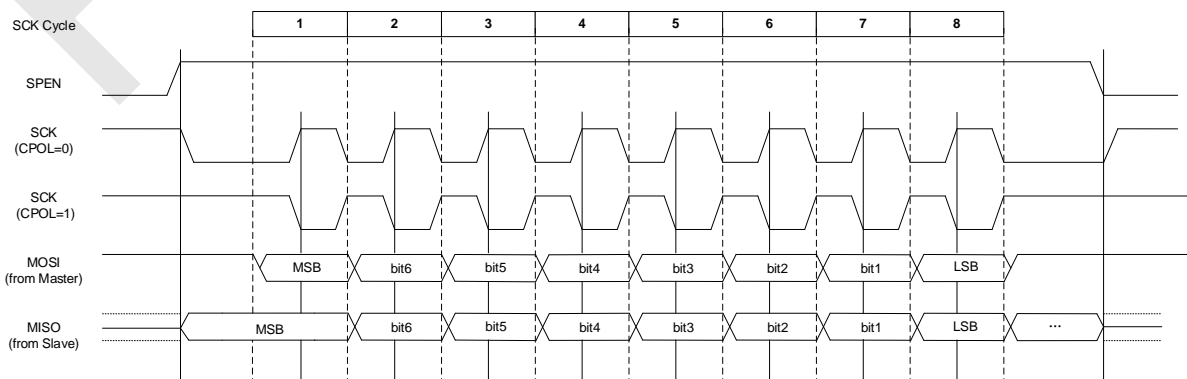 SCK Cycle 1 2 3 4 5 6 7 8
SPEN
SCK
(CPOL=0)
SCK
(CPOL=1)
MOSI
(from Master)
MSB bit6 bit5 bit4 bit3 bit2 bit1 LSB
MISO
(from Slave)
MSB bit6 bit5 bit4 bit3 bit2 bit1 LSB ...